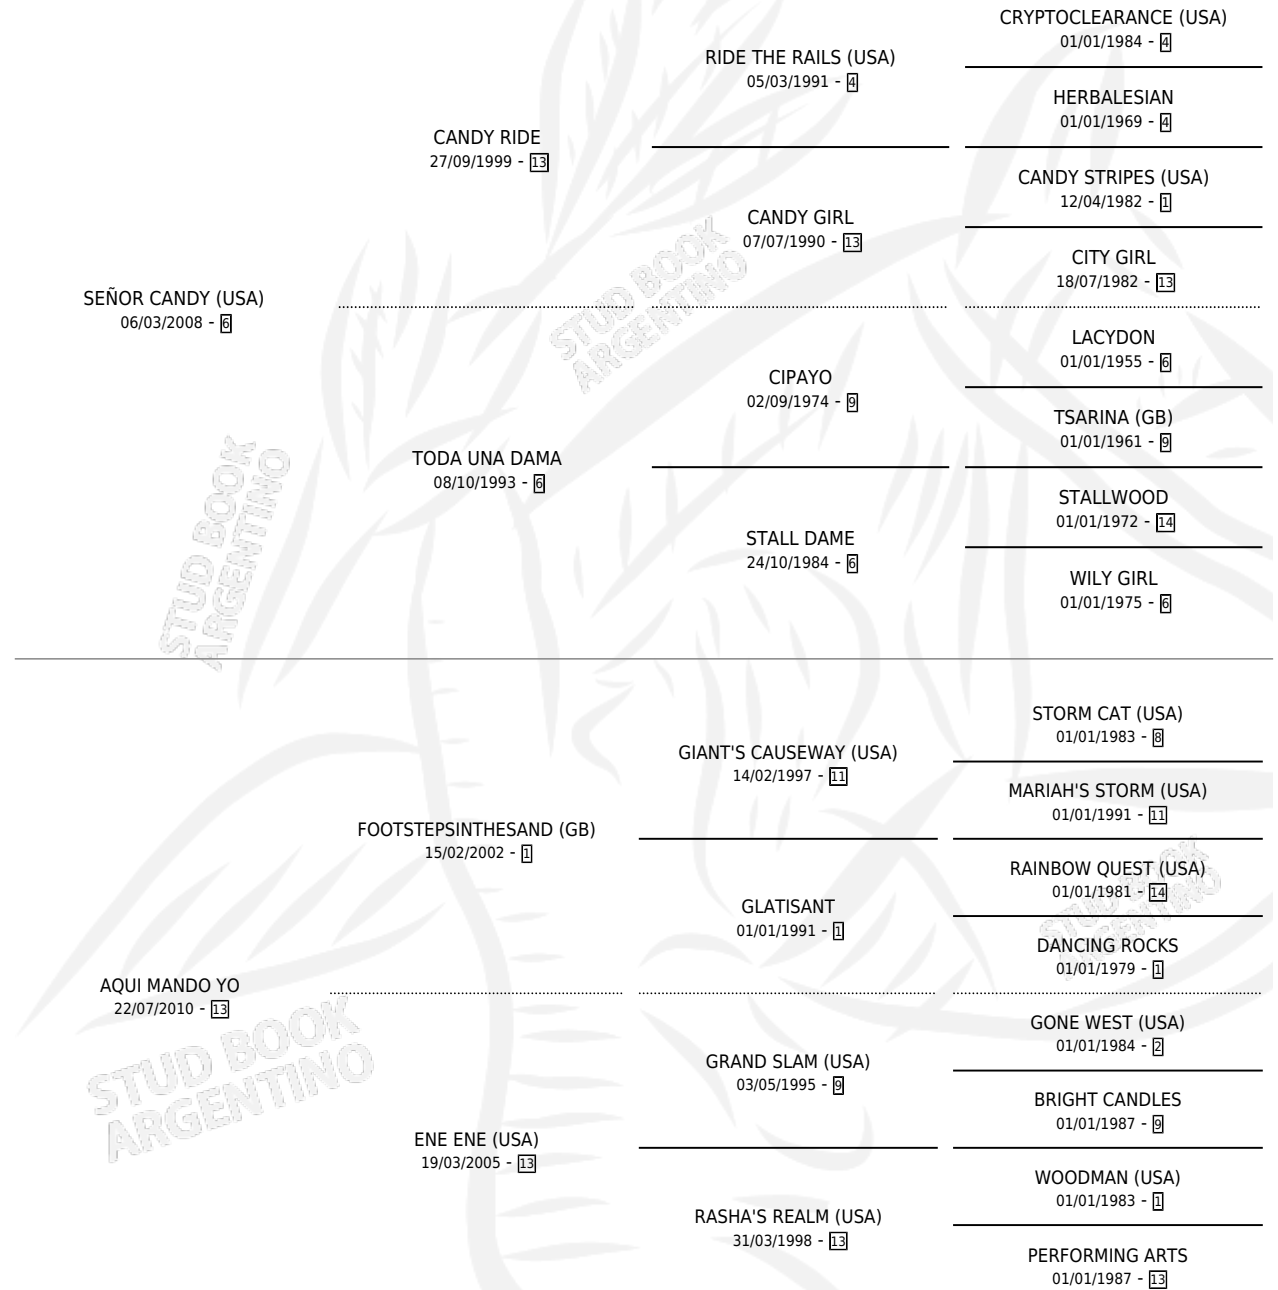 CRYPTOCLEARANCE (USA)
01/01/1984 - 4
RIDE THE RAILS (USA)
05/03/1991 - 4
HERBALESIAN
01/01/1969 - 4
CANDY RIDE
27/09/1999 - 13
CANDY STRIPES (USA)
12/04/1982 - 1
CANDY GIRL
07/07/1990 - 13
CITY GIRL
18/07/1982 - 13
SEÑOR CANDY (USA)
06/03/2008 - 6
LACYDON
01/01/1955 - 6
CIPAYO
02/09/1974 - 9
TSARINA (GB)
01/01/1961 - 9
TODA UNA DAMA
08/10/1993 - 6
STALLWOOD
01/01/1972 - 14
STALL DAME
24/10/1984 - 6
WILY GIRL
01/01/1975 - 6
STORM CAT (USA)
01/01/1983 - 8
GIANT'S CAUSEWAY (USA)
14/02/1997 - 11
MARIAH'S STORM (USA)
01/01/1991 - 11
FOOTSTEPSINTHESAND (GB)
15/02/2002 - 1
RAINBOW QUEST (USA)
01/01/1981 - 14
GLATISANT
01/01/1991 - 1
DANCING ROCKS
01/01/1979 - 1
AQUI MANDO YO
22/07/2010 - 13
GONE WEST (USA)
01/01/1984 - 2
GRAND SLAM (USA)
03/05/1995 - 9
BRIGHT CANDLES
01/01/1987 - 9
ENE ENE (USA)
19/03/2005 - 13
WOODMAN (USA)
01/01/1983 - 1
RASHA'S REALM (USA)
31/03/1998 - 13
PERFORMING ARTS
01/01/1987 - 13
STUD BOOK
ARGENTINO
STUD BOOK
ARGENTINO
STUD BOOK
ARGENTINO
STUD BOOK
ARGENTINO